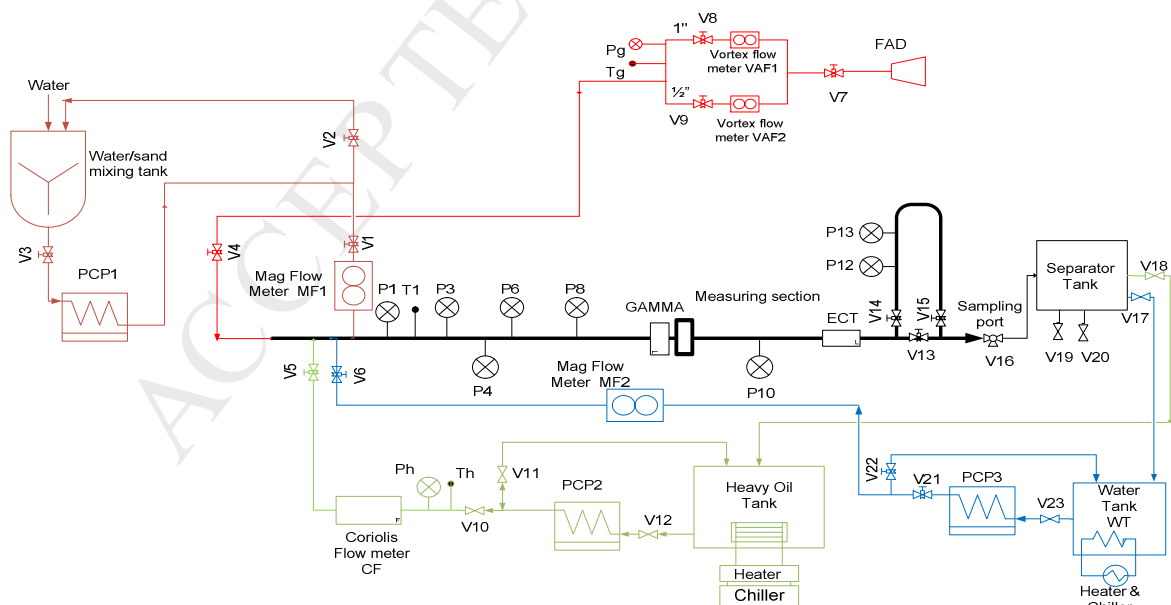 1"
V8
FAD
Pg
Vortex flow
meter VAF1
Tg
Water
½"
V9
Vortex flow
meter VAF2
V7
V2
Water/sand
mixing tank
V3
PCP1
V4
V1
Mag Flow
Meter MF1
P1
T1
P3
P6
P8
GAMMA
Measuring section
P13
P12
V14
V15
ECT
V13
Sampling
port
V16
Separator
Tank
V18
V17
V19
V20
V5
V6
P4
Mag Flow
Meter MF2
P10
Ph
Th
V11
V10
F
Coriolis
Flow meter
CF
PCP2
V12
Heavy Oil
Tank
Heater
Chiller
V22
V21
PCP3
V23
Water
Tank
WT
Heater &
Chiller
ACCEPTE